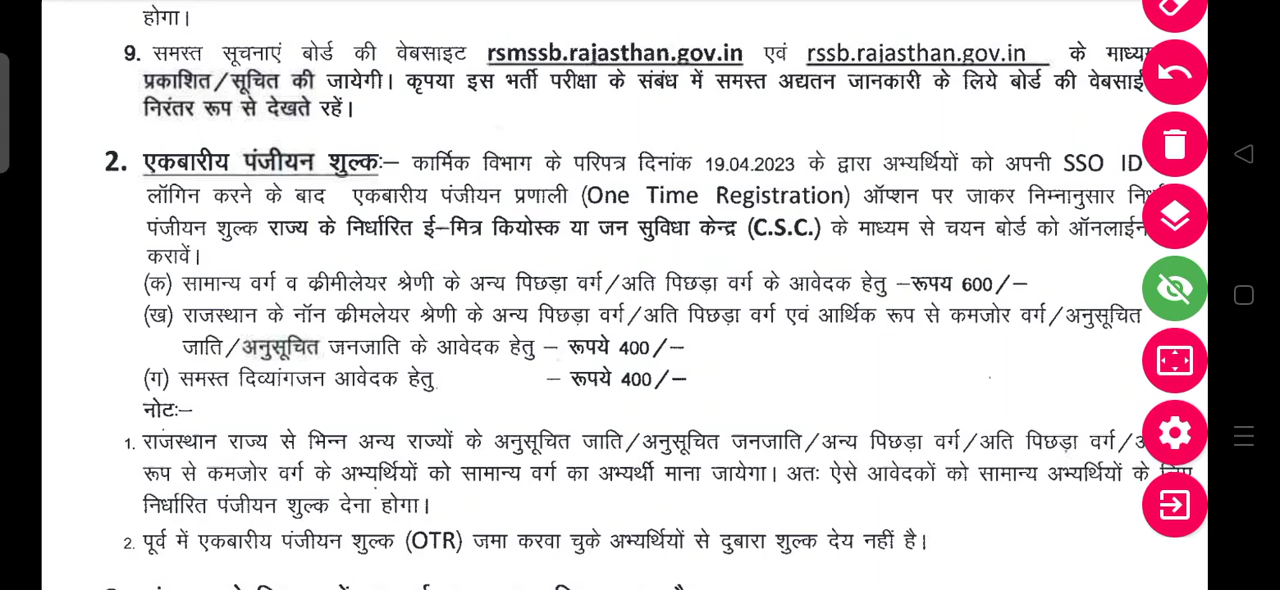 होगा।
9. समस्त सूचनाएं बोर्ड की वेबसाइट rsmssb.rajasthan.gov.in एवं rssb.rajasthan.gov.in के
प्रकाशित/सूचित की जायेगी। कृपया इस भर्ती परीक्षा के संबंध में समस्त अद्यतन जानकारी के लिये बोर्ड की
निरंतर रूप से देखते रहें।
2. एकबारीय पंजीयन शुल्कः– कार्मिक विभाग के परिपत्र दिनांक 19.04.2023 के द्वारा अभ्यर्थियों को अपनी SSO ID
लॉगिन करने के बाद एकबारीय पंजीयन प्रणाली (One Time Registration) ऑप्शन पर जाकर निम्नानुसार
पंजीयन शुल्क राज्य के निर्धारित ई–मित्र कियोस्क या जन सुविधा केन्द्र (C.S.C.) के माध्यम से चयन बोर्ड को ऑनलाईन
करावें।
(क) सामान्य वर्ग व क्रीमीलेयर श्रेणी के अन्य पिछड़ा वर्ग/अति पिछड़ा वर्ग के आवेदक हेतु –रूपय 600/–
(ख) राजस्थान के नॉन क्रीमलेयर श्रेणी के अन्य पिछड़ा वर्ग/अति पिछड़ा वर्ग एवं आर्थिक रूप से कमजोर वर्ग/अनुसूचित
जाति/अनुसूचित जनजाति के आवेदक हेतु – रूपये 400/–
(ग) समस्त दिव्यांगजन आवेदक हेतु – रूपये 400/–
नोटः–
1. राजस्थान राज्य से भिन्न अन्य राज्यों के अनुसूचित जाति/अनुसूचित जनजाति/अन्य पिछड़ा वर्ग/अति पिछड़ा वर्ग/
रूप से कमजोर वर्ग के अभ्यर्थियों को सामान्य वर्ग का अभ्यर्थी माना जायेगा। अतः ऐसे आवेदकों को सामान्य अभ्यर्थियों के
निर्धारित पंजीयन शुल्क देना होगा।
2. पूर्व में एकबारीय पंजीयन शुल्क (OTR) जमा करवा चुके अभ्यर्थियों से दुबारा शुल्क देय नहीं है।